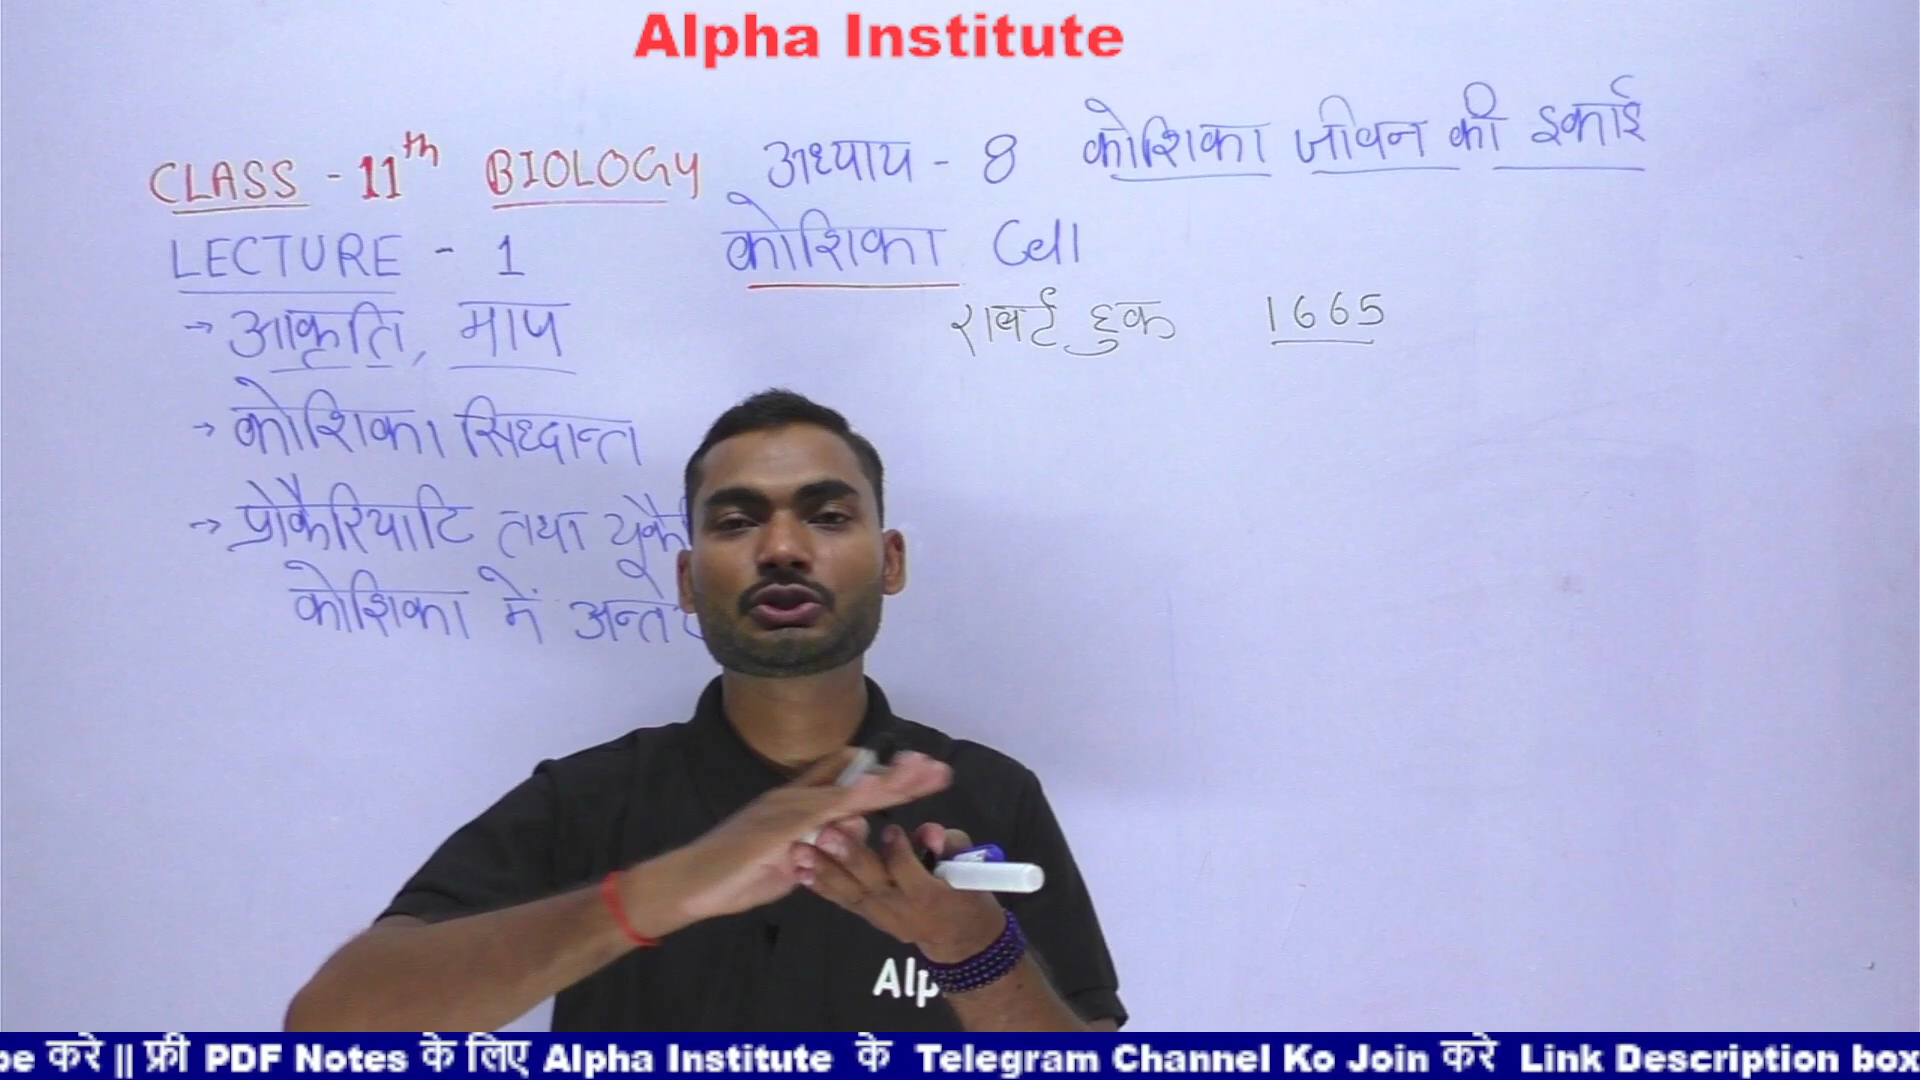 Alpha Institute
CLASS - 11th BIOLOGY अध्याय - 8 कोशिका जीवन की इकाई
LECTURE - 1 कोशिका Cell
→ आकृति, माप राबर्ट हुक 1665
→ कोशिका सिध्दान्त
→ प्रोकैरियाटि तथा
कोशिका में
Alp
करे || फ्री PDF Notes के लिए Alpha Institute के Telegram Channel Ko Join करे Link Description box